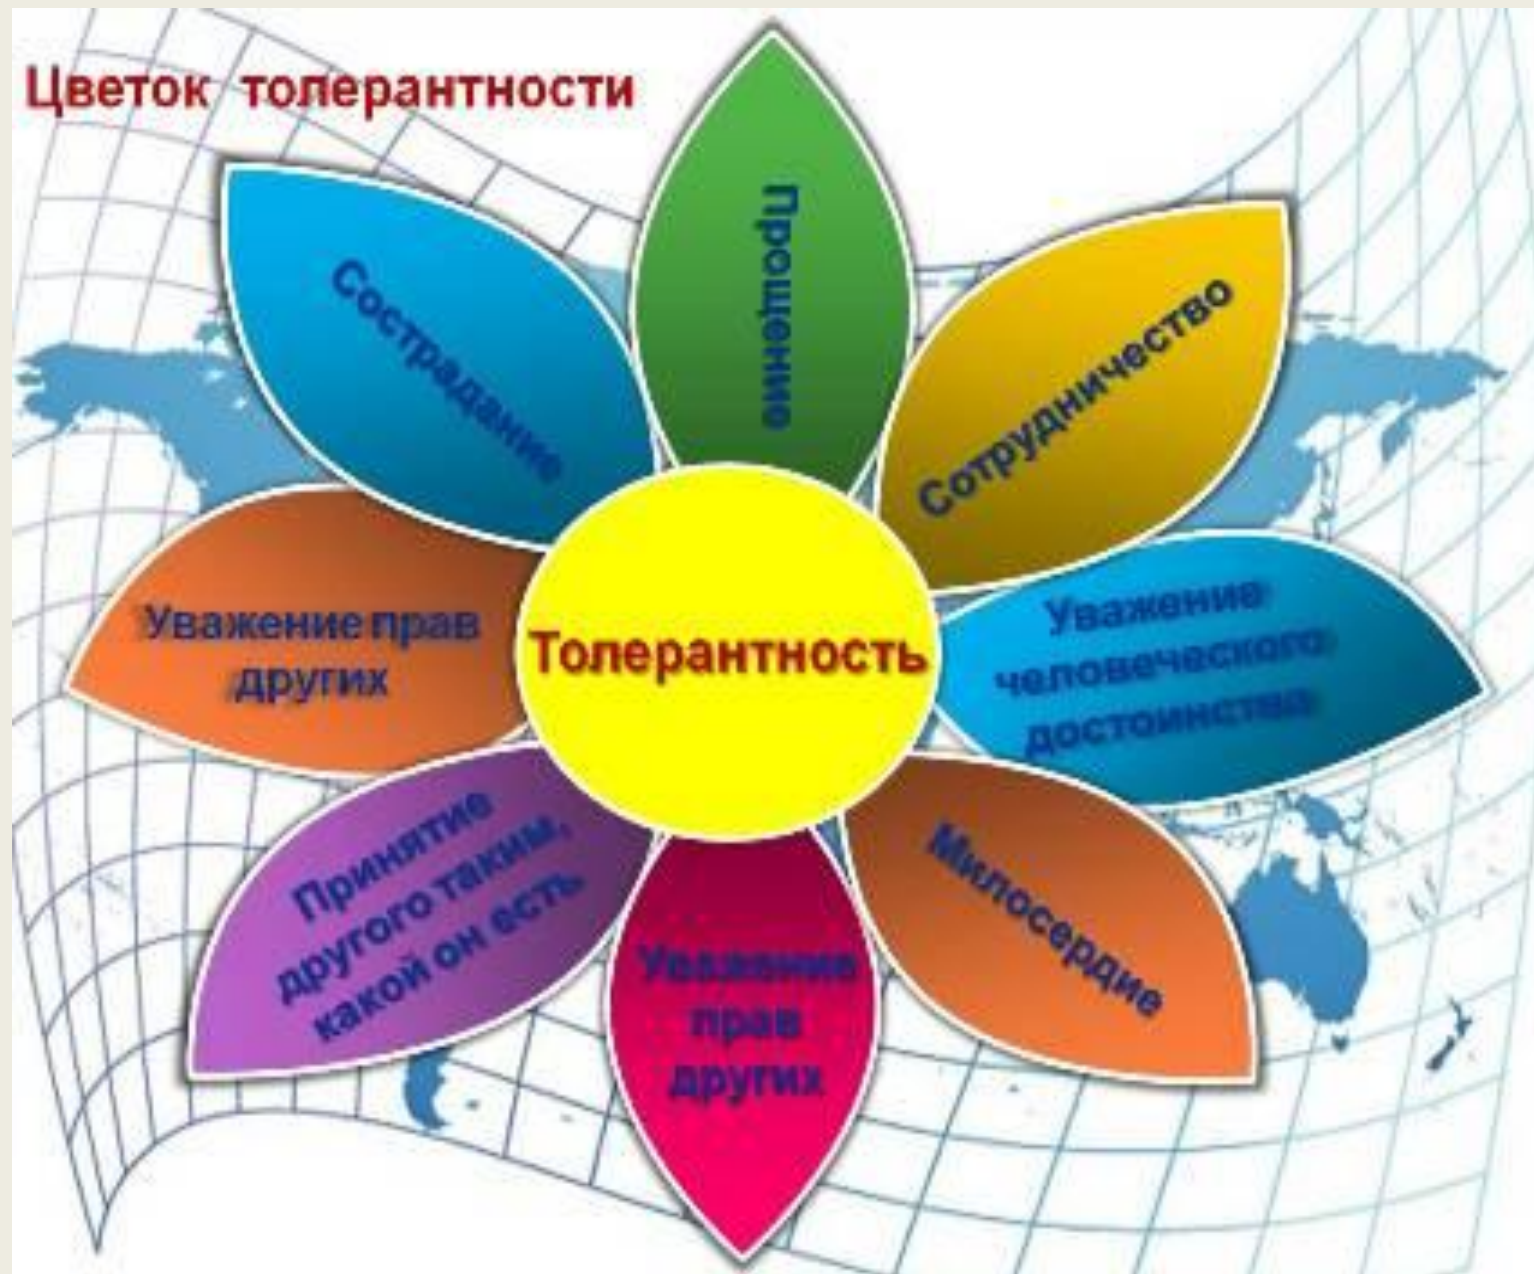 Цветок толерантности
Прощение
Сострадание
Сотрудничество
Уважение прав
других
Толерантность
Уважение
человеческого
достоинства
Принятие
другого таким,
какой он есть
Милосердие
Уважение
прав
других